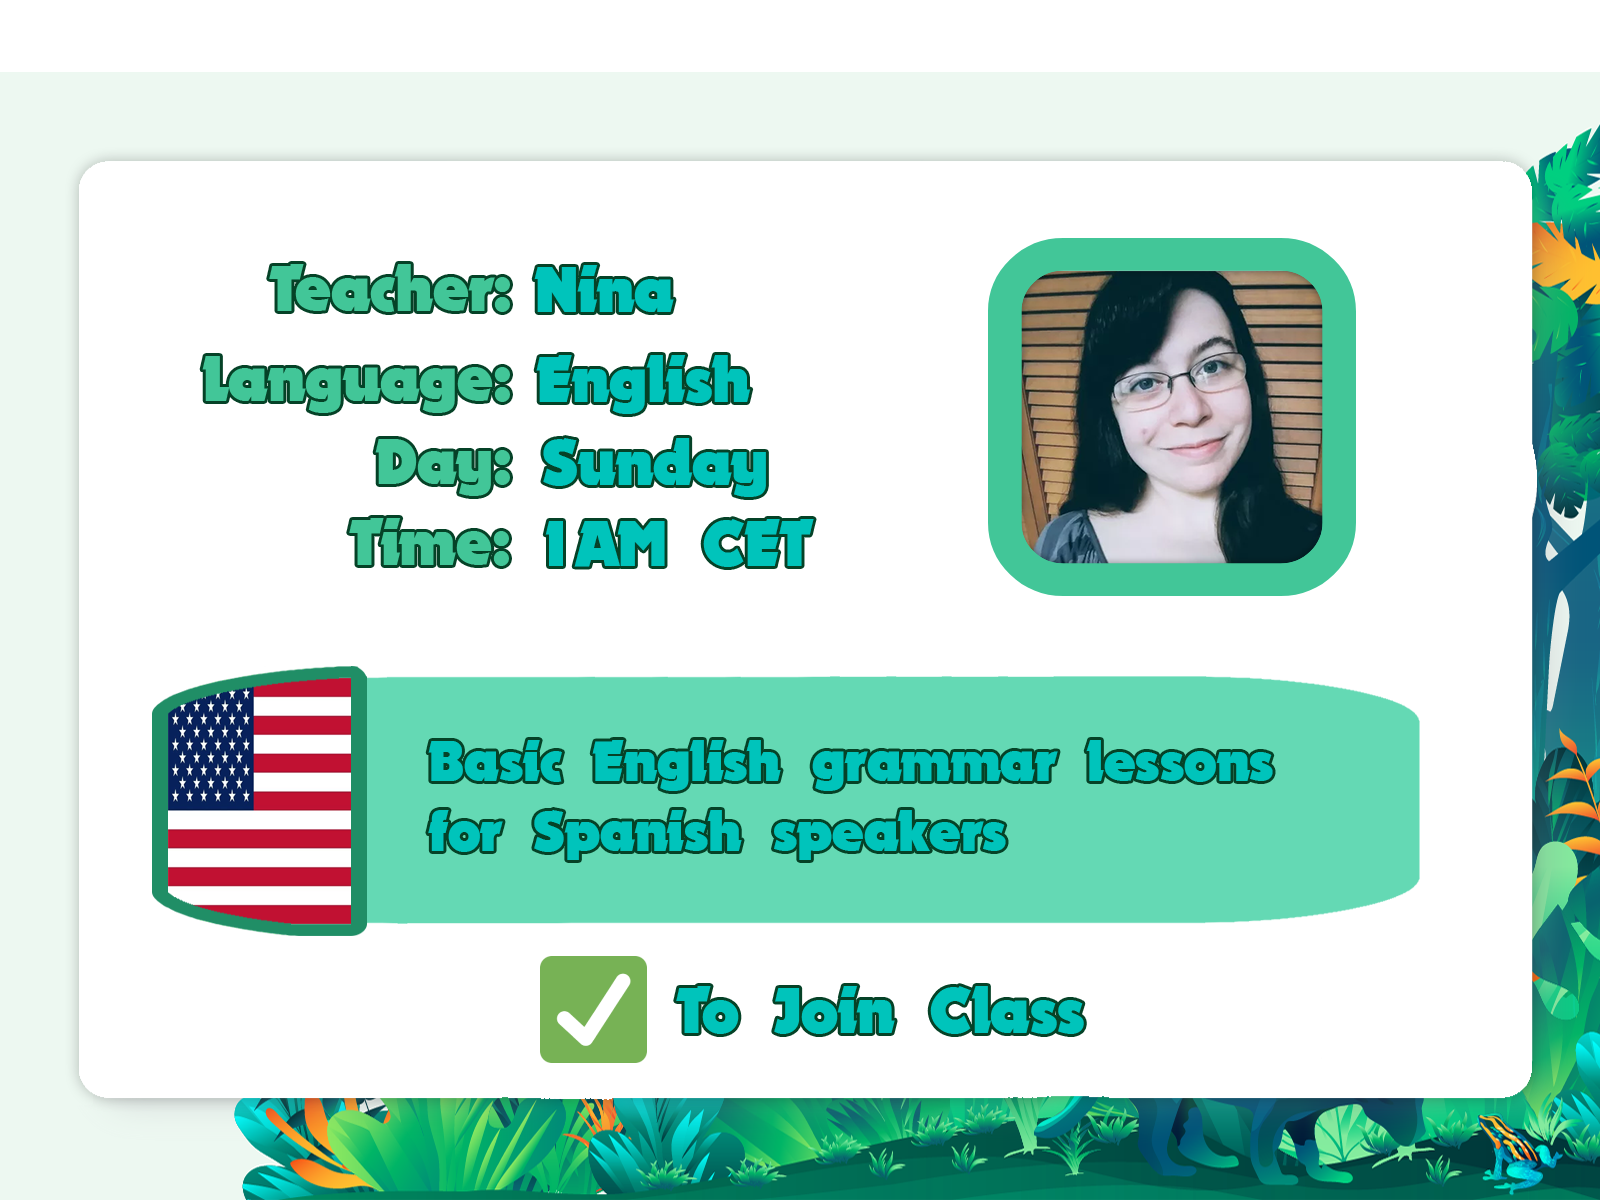 Teacher: Nina
Language: English
Day: Sunday
Time: 1AM CET
Basic English grammar lessons
for Spanish speakers
To Join Class